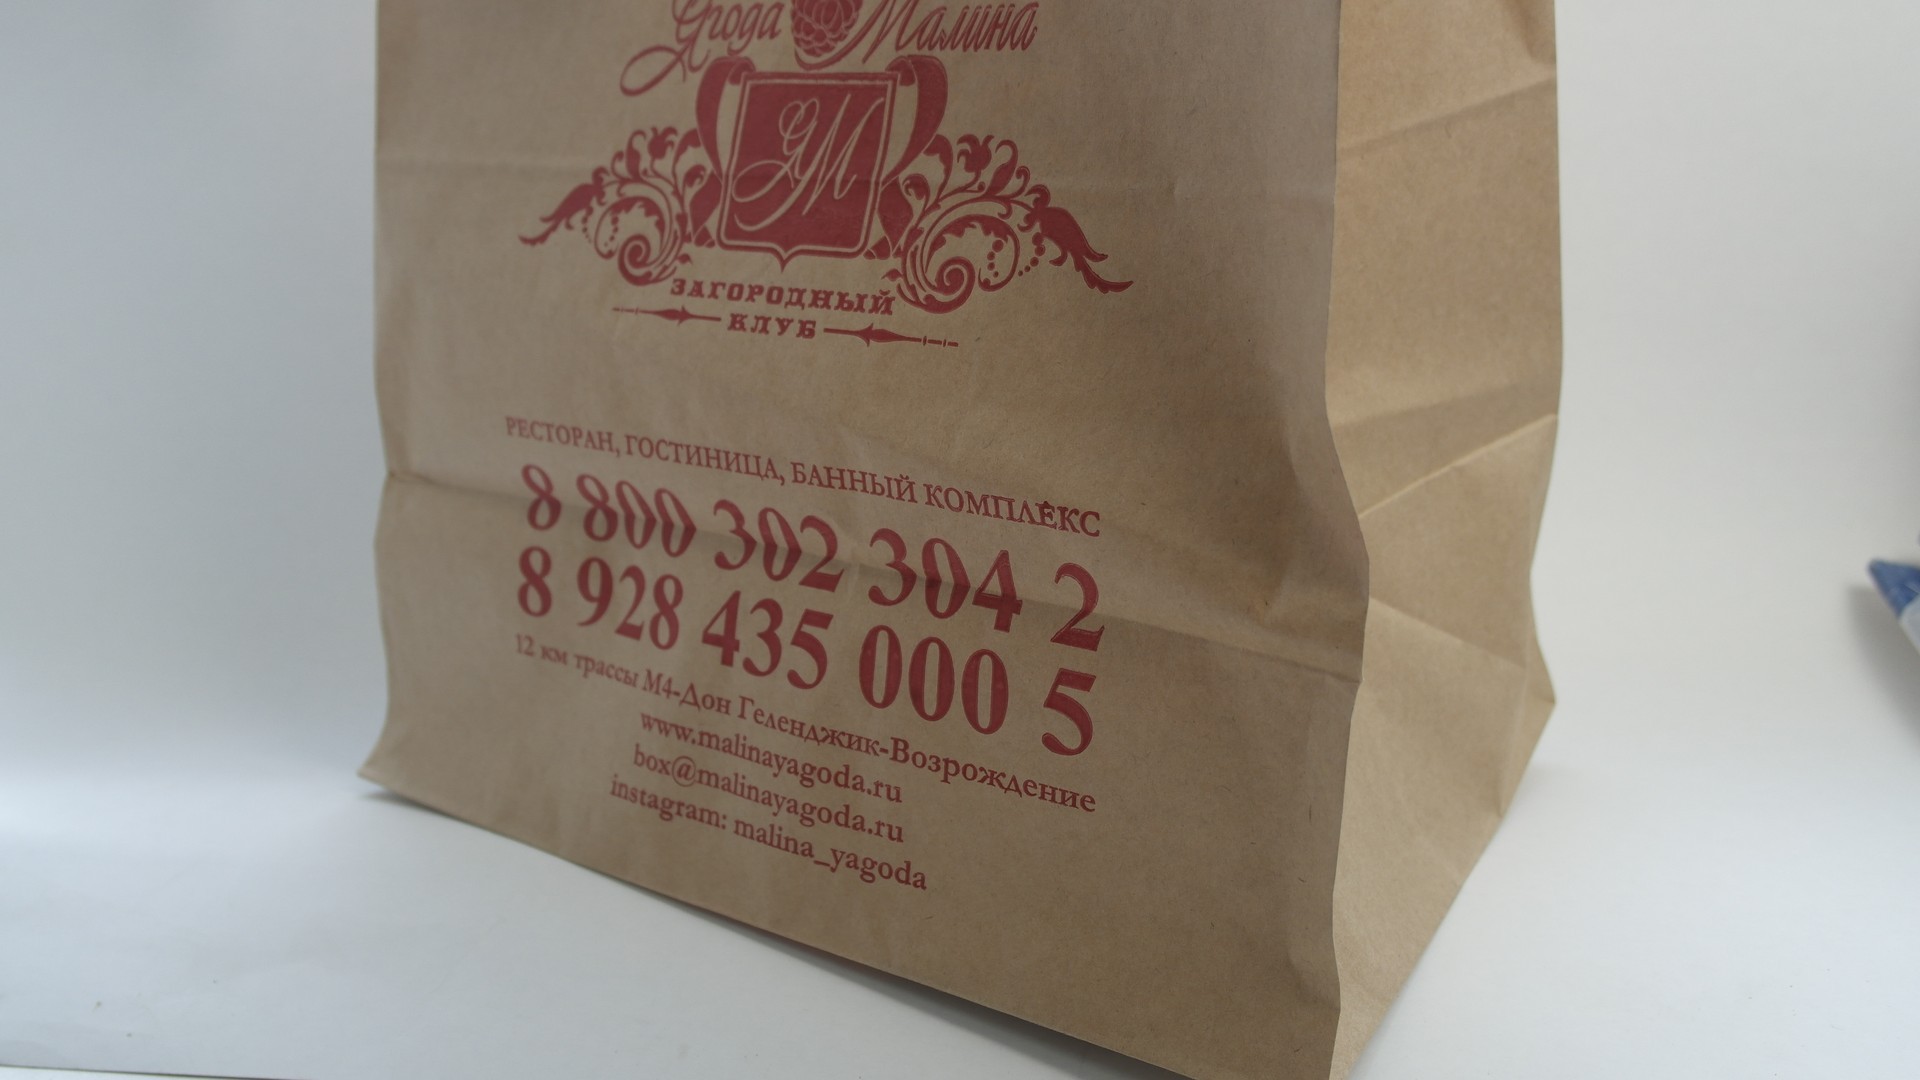 Ягода Малина
ЯМ
ЗАГОРОДНЫЙ
КЛУБ
РЕСТОРАН, ГОСТИНИЦА, БАННЫЙ КОМПЛЕКС
8 800 302 304 2
8 928 435 000 5
12 км трассы М4-Дон Геленджик-Возрождение
www.malinayagoda.ru
box@malinayagoda.ru
instagram: malina_yagoda